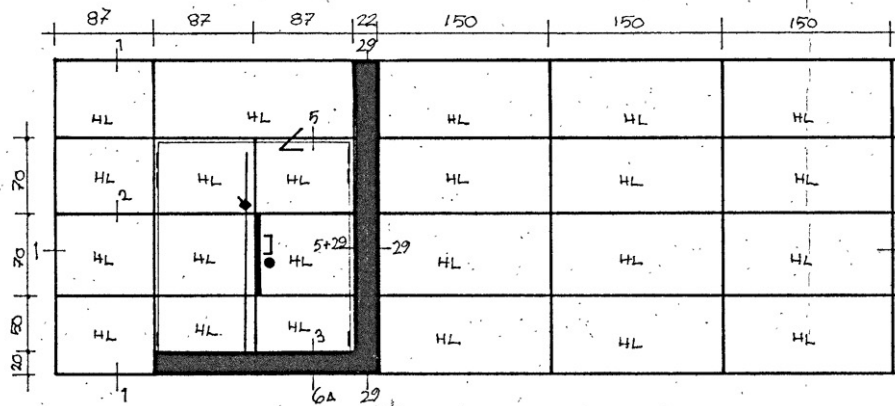 87 87 87 22 150 150 150
1 29
HL HL 5 HL HL HL
70 HL HL HL HL HL HL
2
70 1 HL HL 5+29 HL 29 HL HL HL
50 HL HL HL HL HL HL
3
20
1 6A 29